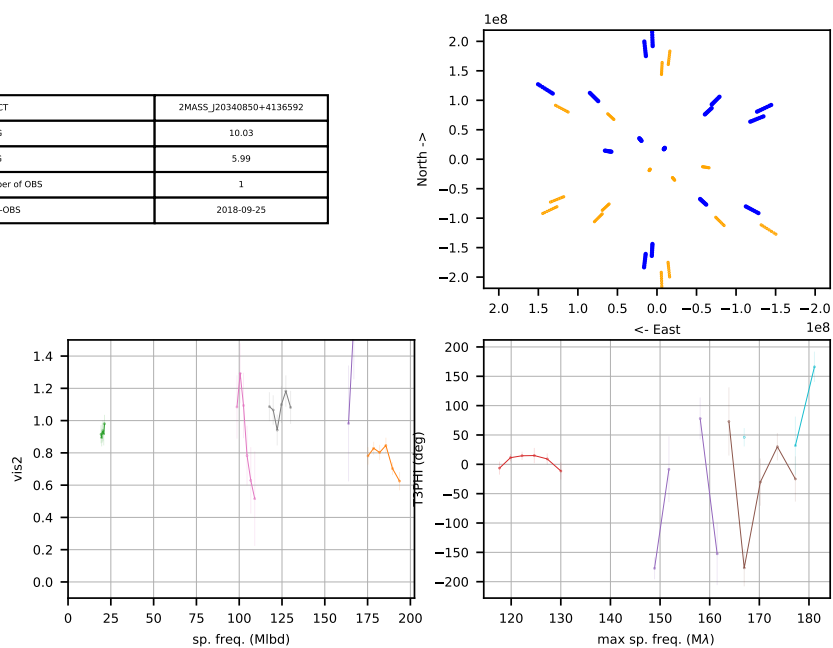 CT 2MASS_J20340850+4136592
G 10.03
G 5.99
ber of OBS 1
-OBS 2018-09-25
1e8
2.0
1.5
1.0
0.5
0.0
−0.5
−1.0
−1.5
−2.0
North ->
2.0 1.5 1.0 0.5 0.0 −0.5 −1.0 −1.5 −2.0
<- East
1e8
1.4
1.2
1.0
0.8
0.6
0.4
0.2
0.0
vis2
0 25 50 75 100 125 150 175 200
sp. freq. (Mlbd)
200
150
100
50
0
−50
−100
−150
−200
T3PHI (deg)
120 130 140 150 160 170 180
max sp. freq. (Mλ)